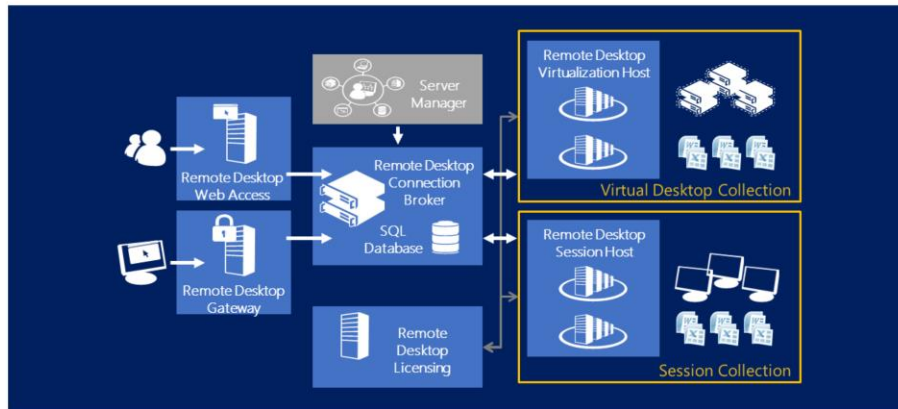 Server
Manager
Remote Desktop
Web Access
Remote Desktop
Connection
Broker
SQL
Database
Remote Desktop
Gateway
Remote
Desktop
Licensing
Remote Desktop
Virtualization Host
Virtual Desktop Collection
Remote Desktop
Session Host
Session Collection